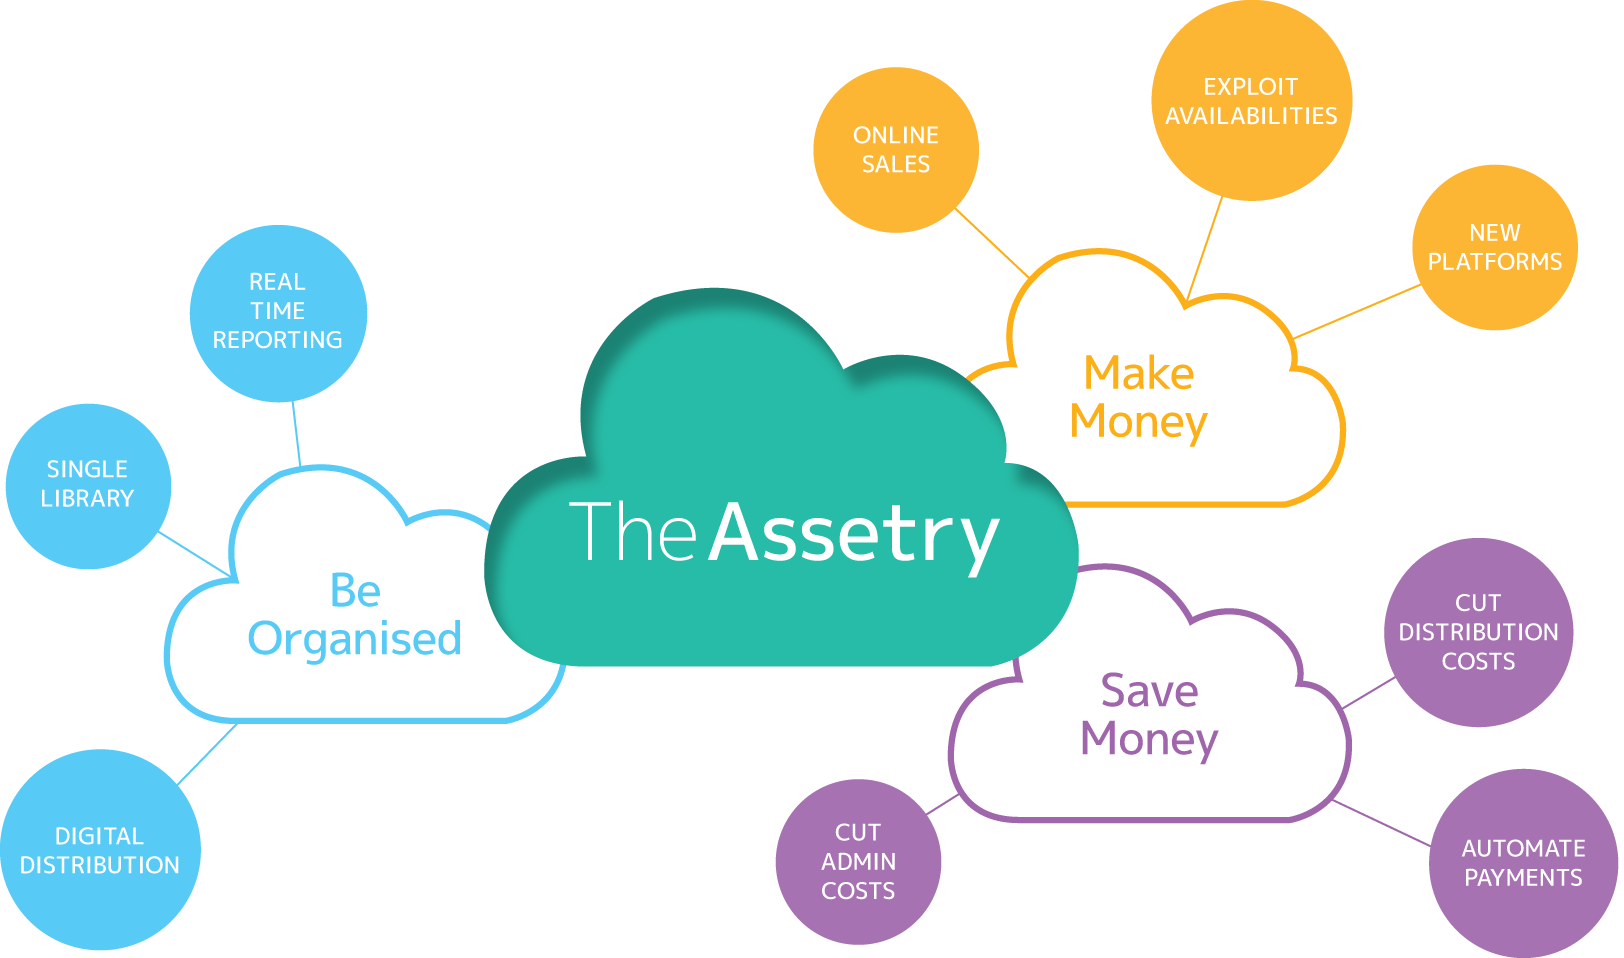 EXPLOIT
AVAILABILITIES
ONLINE
SALES
NEW
PLATFORMS
REAL
TIME
REPORTING
Make
Money
SINGLE
LIBRARY
The Assetry
Be
Organised
CUT
DISTRIBUTION
COSTS
Save
Money
DIGITAL
DISTRIBUTION
CUT
ADMIN
COSTS
AUTOMATE
PAYMENTS